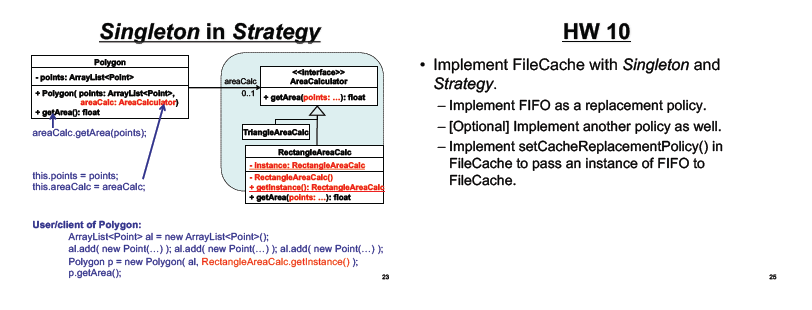 Singleton in Strategy
Polygon
- points: ArrayList<Point>
+ Polygon( points: ArrayList<Point>,
areaCalc: AreaCalculator)
+ getArea(): float
areaCalc
0..1
<<Interface>>
AreaCalculator
+ getArea(points: …): float
TriangleAreaCalc
RectangleAreaCalc
- Instance: RectangleAreaCalc
- RectangleAreaCalc()
+ getInstance(): RectangleAreaCalc
+ getArea(points: …): float
areaCalc.getArea(points);
this.points = points;
this.areaCalc = areaCalc;
User/client of Polygon:
ArrayList<Point> al = new ArrayList<Point>();
al.add( new Point(…) ); al.add( new Point(…) ); al.add( new Point(…) );
Polygon p = new Polygon( al, RectangleAreaCalc.getInstance() );
p.getArea();
23
HW 10
• Implement FileCache with Singleton and
Strategy.
– Implement FIFO as a replacement policy.
– [Optional] Implement another policy as well.
– Implement setCacheReplacementPolicy() in
FileCache to pass an instance of FIFO to
FileCache.
25